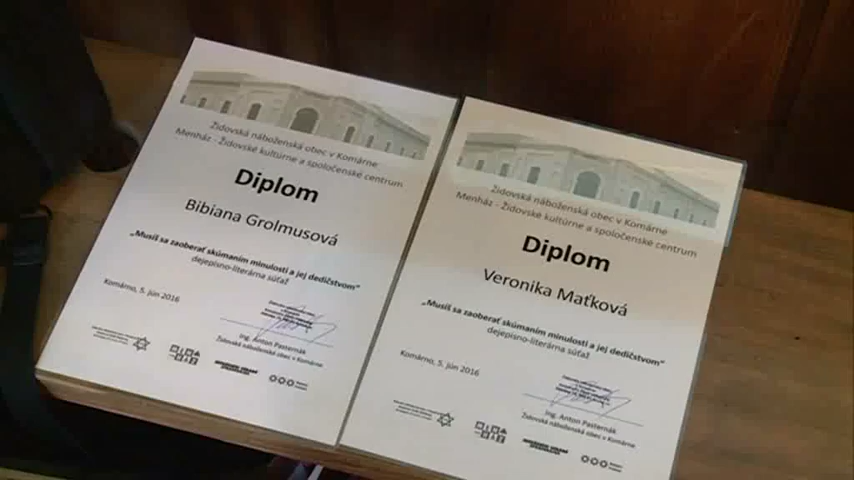 Židovská náboženská obec v Komárne
Menház - Židovské kultúrne a spoločenské centrum
Diplom
Bibiana Grolmusová
„Musíš sa zaoberať skúmaním minulosti a jej dedičstvom"
dejepisno-literárna súťaž
Komárno, 5. jún 2016
Ing. Anton Pasternák
Židovská náboženská obec v Komárne
Židovská náboženská obec v Komárne
Menház - Židovské kultúrne a spoločenské centrum
Diplom
Veronika Maťková
„Musíš sa zaoberať skúmaním minulosti a jej dedičstvom"
dejepisno-literárna súťaž
Komárno, 5. jún 2016
Ing. Anton Pasternák
Židovská náboženská obec v Komárne